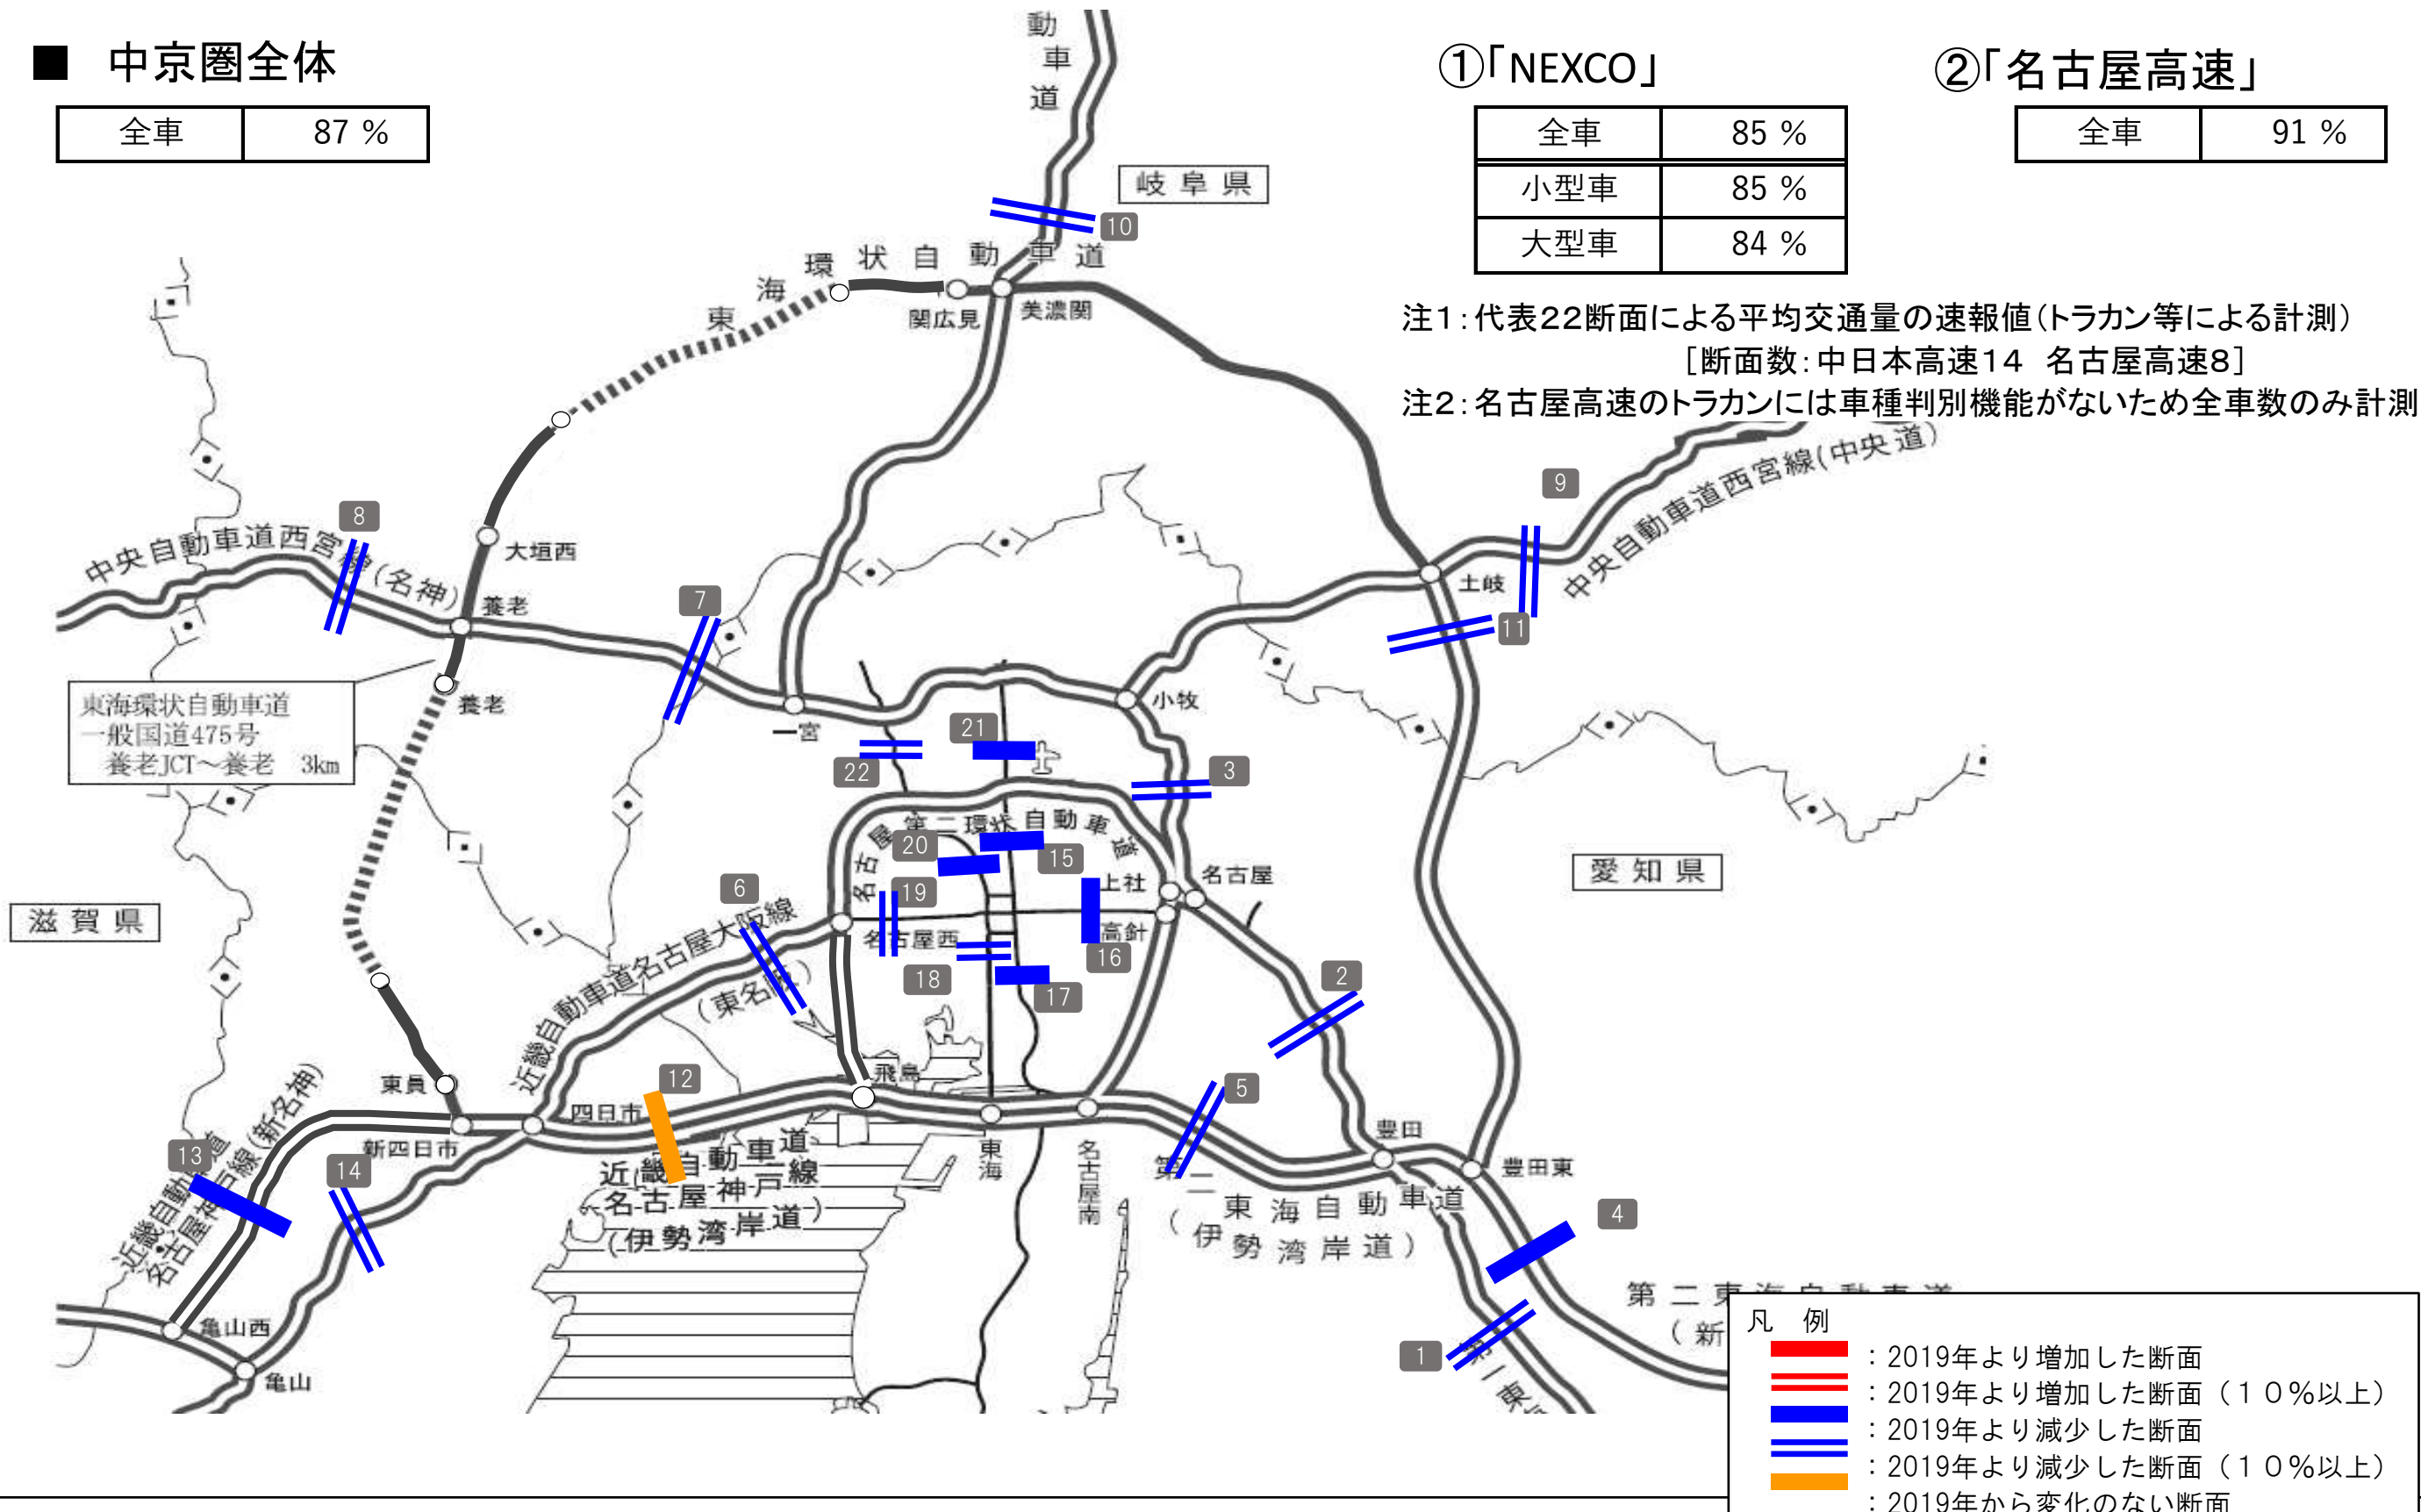 ■ 中京圏全体
全車 87 %
①「NEXCO」
全車 85 %
小型車 85 %
大型車 84 %
②「名古屋高速」
全車 91 %
注1：代表22断面による平均交通量の速報値（トラカン等による計測）
［断面数：中日本高速14 名古屋高速8］
注2：名古屋高速のトラカンには車種判別機能がないため全車数のみ計測
動車道
岐阜県
10
東海環状自動車道
関広見
美濃関
中央自動車道西宮線(中央道)
9
8
中央自動車道西宮線(名神)
大垣西
養老
7
土岐
11
養老
東海環状自動車道
一般国道475号
養老JCT～養老 3km
一宮
小牧
21
22
3
名古屋第二環状自動車道
20
15
19
上社
名古屋
愛知県
6
滋賀県
名古屋西
高針
16
18
17
2
近畿自動車道名古屋大阪線
(東名阪)
東員
12
飛島
5
四日市
新四日市
東海
名古屋南
豊田
豊田東
13
14
近畿自動車道
名古屋神戸線(新名神)
近畿自動車道
名古屋神戸線
(伊勢湾岸道)
第二東海自動車道
(伊勢湾岸道)
4
亀山西
亀山
1
第一東
第二東海自動車道
(新
凡 例
：2019年より増加した断面
：2019年より増加した断面（１０％以上）
：2019年より減少した断面
：2019年より減少した断面（１０％以上）
：2019年から変化のない断面